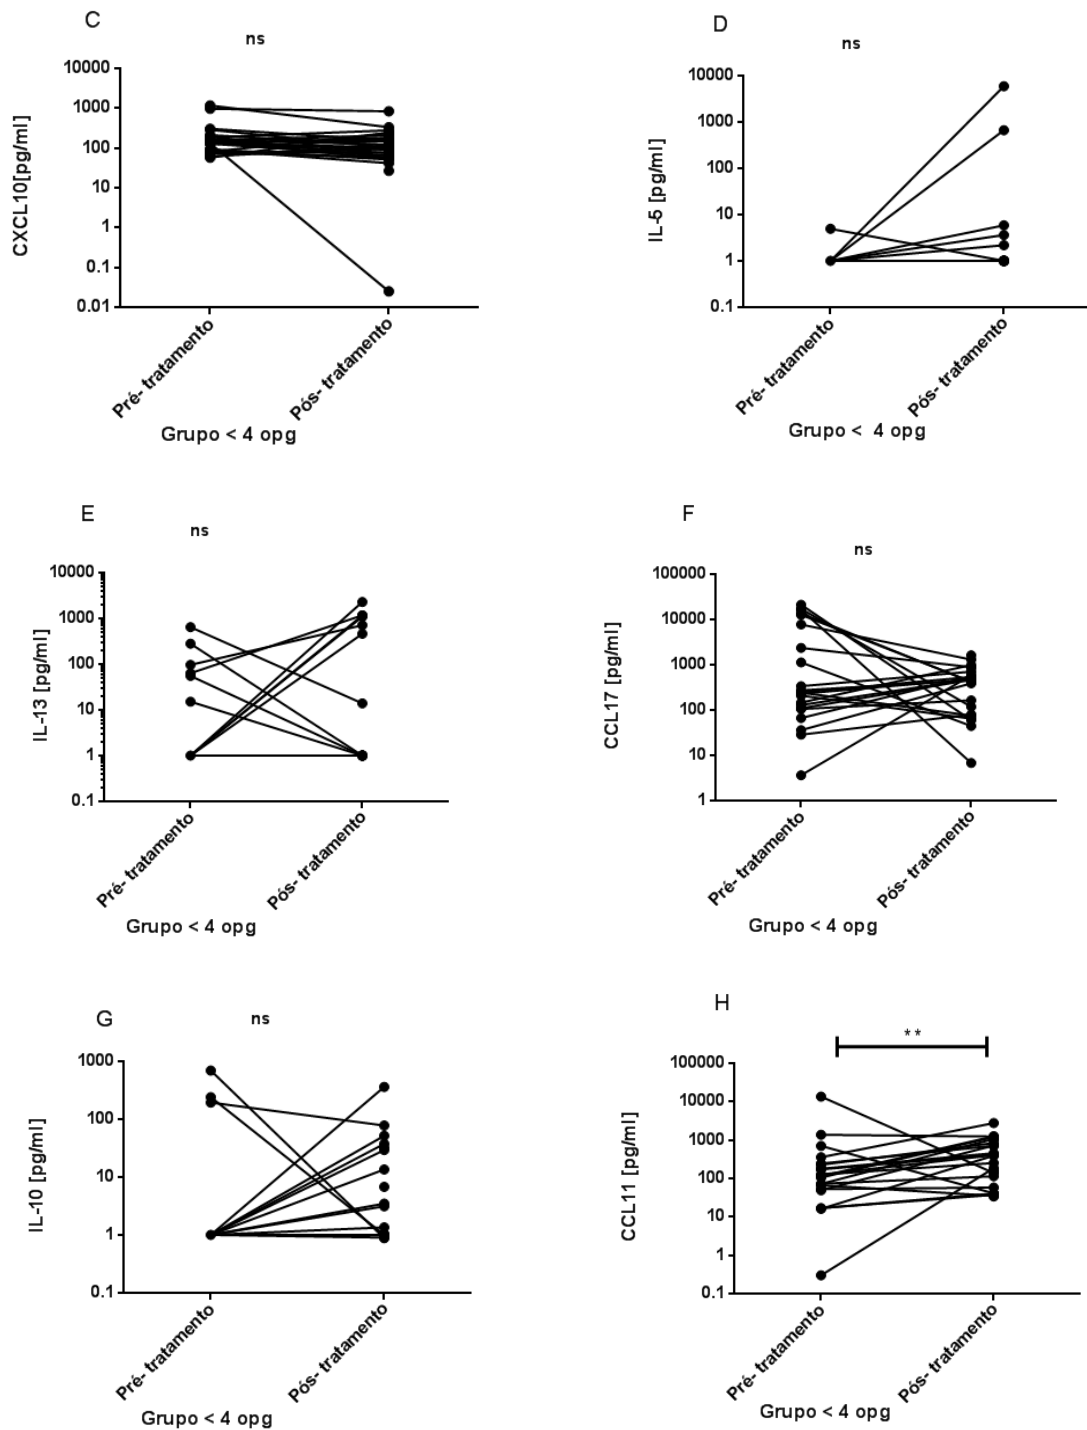 C
ns
CXCL10[pg/ml]
10000
1000
100
10
1
0.1
0.01
Pré- tratamento
Pós- tratamento
Grupo < 4 opg
D
ns
IL-5 [pg/ml]
10000
1000
100
10
1
0.1
Pré- tratamento
Pós- tratamento
Grupo < 4 opg
E
ns
IL-13 [pg/ml]
10000
1000
100
10
1
0.1
Pré- tratamento
Pós- tratamento
Grupo < 4 opg
F
ns
CCL17 [pg/ml]
100000
10000
1000
100
10
1
Pré- tratamento
Pós- tratamento
Grupo < 4 opg
G
ns
IL-10 [pg/ml]
1000
100
10
1
0.1
Pré- tratamento
Pós- tratamento
Grupo < 4 opg
H
**
CCL11 [pg/ml]
100000
10000
1000
100
10
1
0.1
Pré- tratamento
Pós- tratamento
Grupo < 4 opg